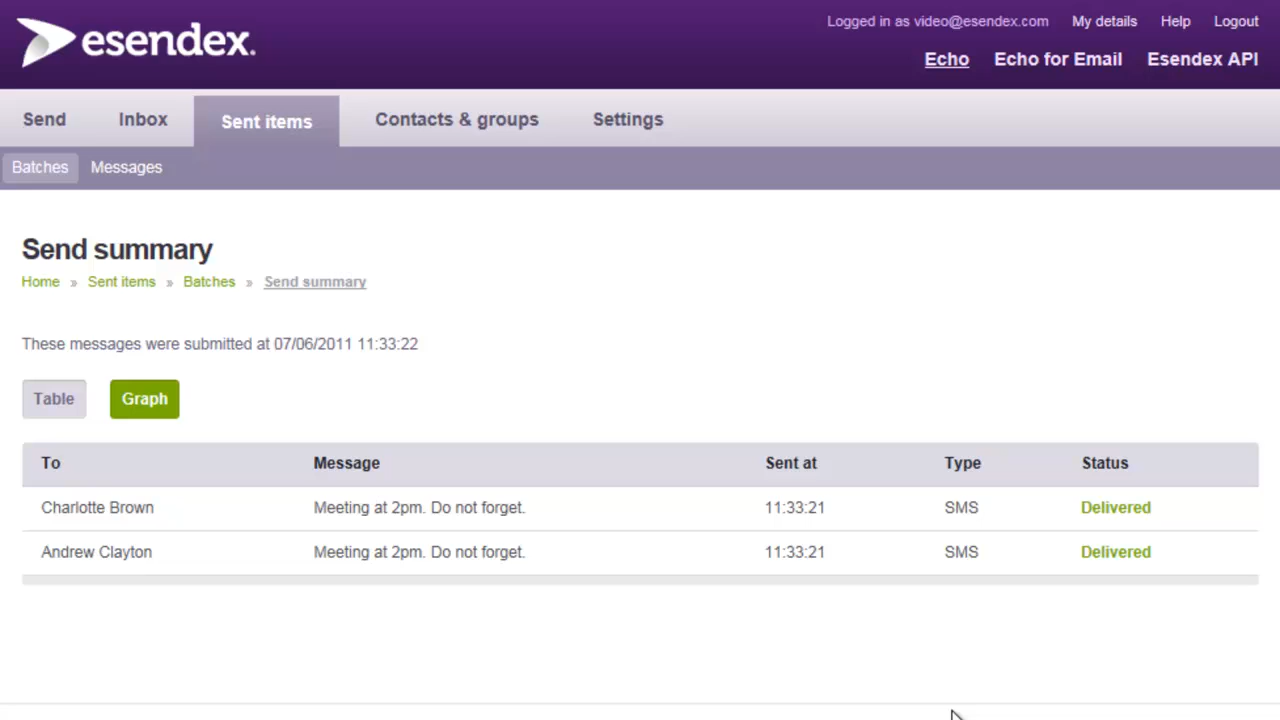 esendex.
Logged in as video@esendex.com My details Help Logout
Echo Echo for Email Esendex API
Send Inbox Sent items Contacts & groups Settings
Batches Messages
Send summary
Home » Sent items » Batches » Send summary
These messages were submitted at 07/06/2011 11:33:22
Table Graph
To Message Sent at Type Status
Charlotte Brown Meeting at 2pm. Do not forget. 11:33:21 SMS Delivered
Andrew Clayton Meeting at 2pm. Do not forget. 11:33:21 SMS Delivered